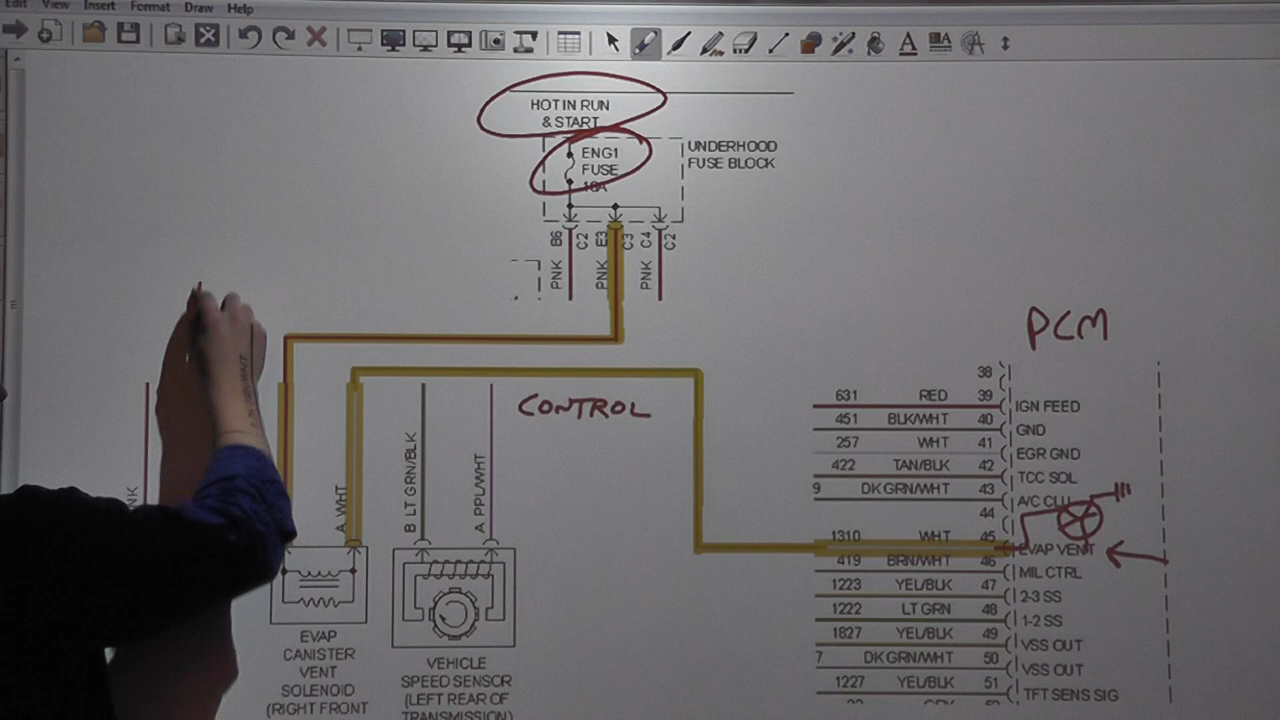 Edit View Insert Format Draw Help
HOT IN RUN
& START
ENG1
FUSE
10A
UNDERHOOD
FUSE BLOCK
B6 C2 E3 C3 C4 C2
PNK PNK PNK
PCM
CONTROL
38
631 RED 39 IGN FEED
451 BLK/WHT 40 GND
257 WHT 41 EGR GND
422 TAN/BLK 42 TCC SOL
9 DK GRN/WHT 43 A/C CLU
44
1310 WHT 45 EVAP VENT
419 BRN/WHT 46 MIL CTRL
1223 YEL/BLK 47 2-3 SS
1222 LT GRN 48 1-2 SS
1827 YEL/BLK 49 VSS OUT
7 DK GRN/WHT 50 VSS OUT
1227 YEL/BLK 51 TFT SENS SIG
NK
A WHT
B LT GRN/BLK
A PPL/WHT
EVAP
CANISTER
VENT
SOLENOID
(RIGHT FRONT
VEHICLE
SPEED SENSOR
(LEFT REAR OF
TRANSMISSION)